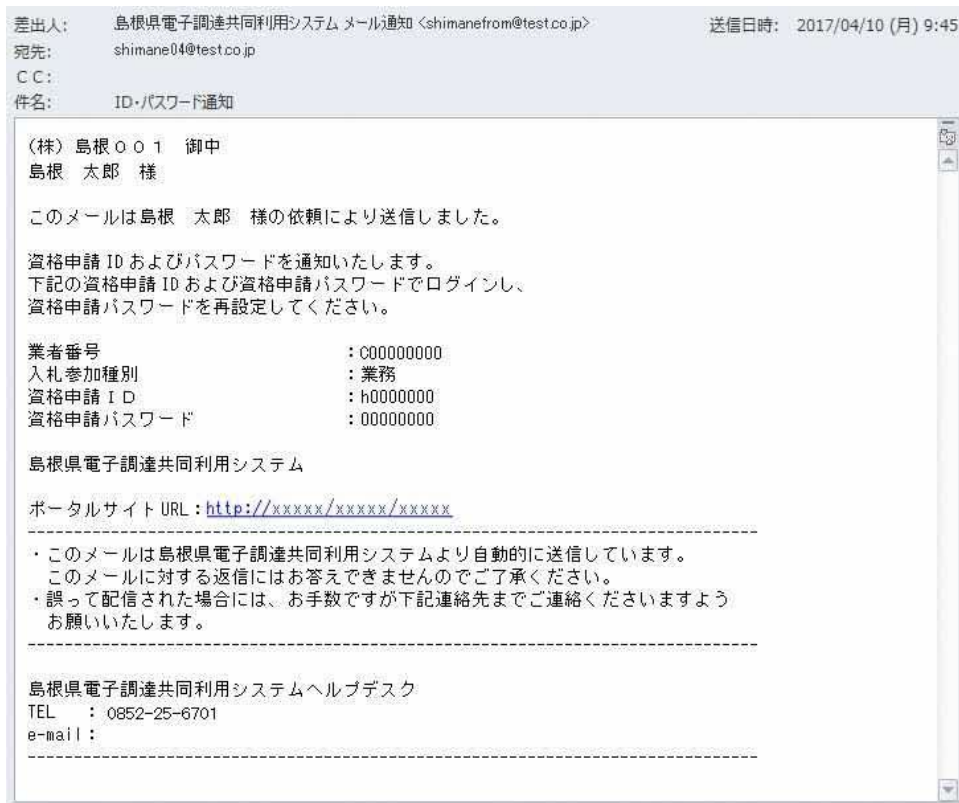 差出人: 島根県電子調達共同利用システム メール通知 <shimanefrom@test.co.jp> 送信日時: 2017/04/10 (月) 9:45
宛先: shimane04@test.co.jp
ＣＣ:
件名: ID・パスワード通知
(株) 島根００１ 御中
島根 太郎 様
このメールは島根 太郎 様の依頼により送信しました。
資格申請 ID およびパスワードを通知いたします。
下記の資格申請 ID および資格申請パスワードでログインし、
資格申請パスワードを再設定してください。
業者番号 : C00000000
入札参加種別 : 業務
資格申請ＩＤ : h0000000
資格申請パスワード : 00000000
島根県電子調達共同利用システム
ポータルサイト URL：http://xxxxx/xxxxx/xxxxx
--------------------------------------------------------------------------------
・このメールは島根県電子調達共同利用システムより自動的に送信しています。
このメールに対する返信にはお答えできませんのでご了承ください。
・誤って配信された場合には、お手数ですが下記連絡先までご連絡くださいますよう
お願いいたします。
--------------------------------------------------------------------------------
島根県電子調達共同利用システムヘルプデスク
TEL : 0852-25-6701
e-mail :
--------------------------------------------------------------------------------